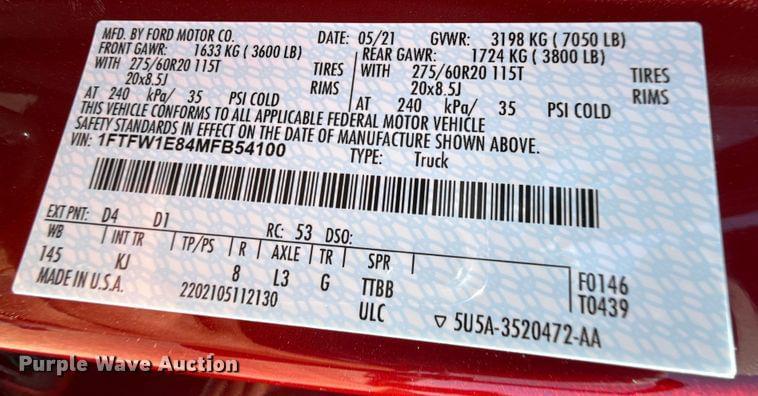 MFD. BY FORD MOTOR CO. DATE: 05/21 GVWR: 3198 KG ( 7050 LB)
FRONT GAWR: 1633 KG ( 3600 LB) REAR GAWR: 1724 KG ( 3800 LB)
WITH 275/60R20 115T TIRES WITH 275/60R20 115T TIRES
20x8.5J RIMS 20x8.5J RIMS
AT 240 kPa/ 35 PSI COLD AT 240 kPa/ 35 PSI COLD
THIS VEHICLE CONFORMS TO ALL APPLICABLE FEDERAL MOTOR VEHICLE
SAFETY STANDARDS IN EFFECT ON THE DATE OF MANUFACTURE SHOWN ABOVE.
VIN: 1FTFW1E84MFB54100 TYPE: Truck
EXT PNT: D4 D1 RC: 53 DSO:
WB INT TR TP/PS R AXLE TR SPR
145 KJ 8 L3 G TTBB F0146
MADE IN U.S.A. 2202105112130 ULC T0439
▽ 5U5A-3520472-AA
Purple Wave Auction